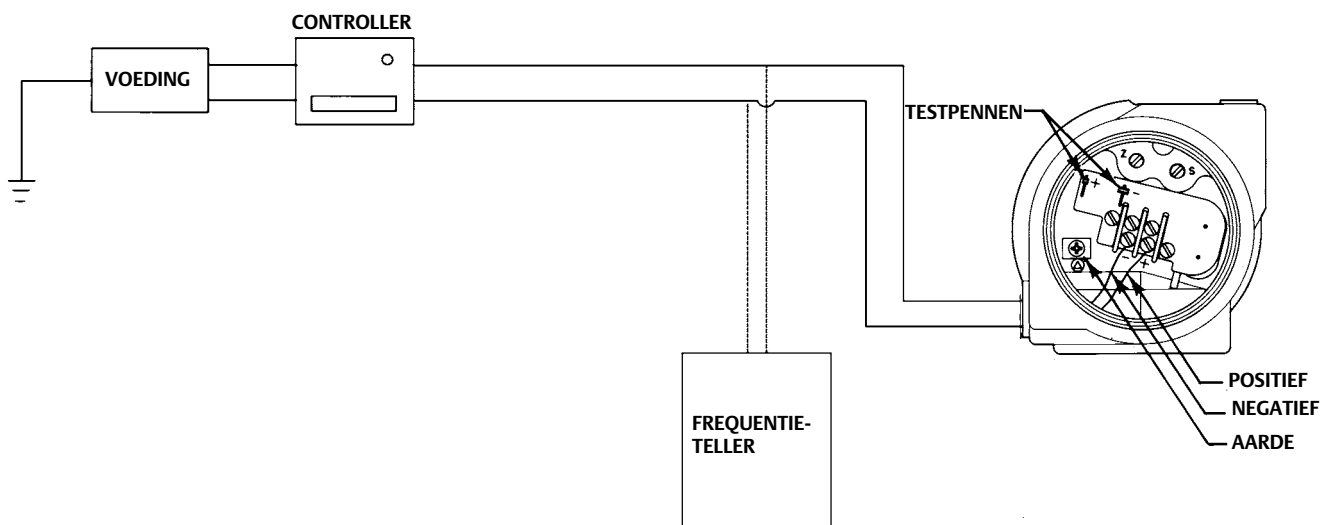 CONTROLLER
VOEDING
TESTPENNEN
Z
S
+
-
-
+
FREQUENTIE-
TELLER
POSITIEF
NEGATIEF
AARDE